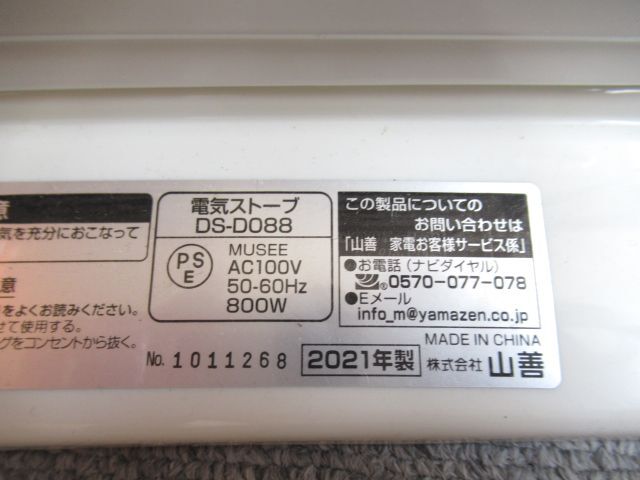 意
気を充分におこなって
意
をよくお読みください。
せて使用する。
グをコンセントから抜く。
電気ストーブ
DS-D088
PS
E
MUSEE
AC100V
50-60Hz
800W
この製品についての
お問い合わせは
「山善 家電お客様サービス係」
●お電話(ナビダイヤル)
0570-077-078
●Eメール
info_m@yamazen.co.jp
MADE IN CHINA
No. 1011268
2021年製
株式会社 山善